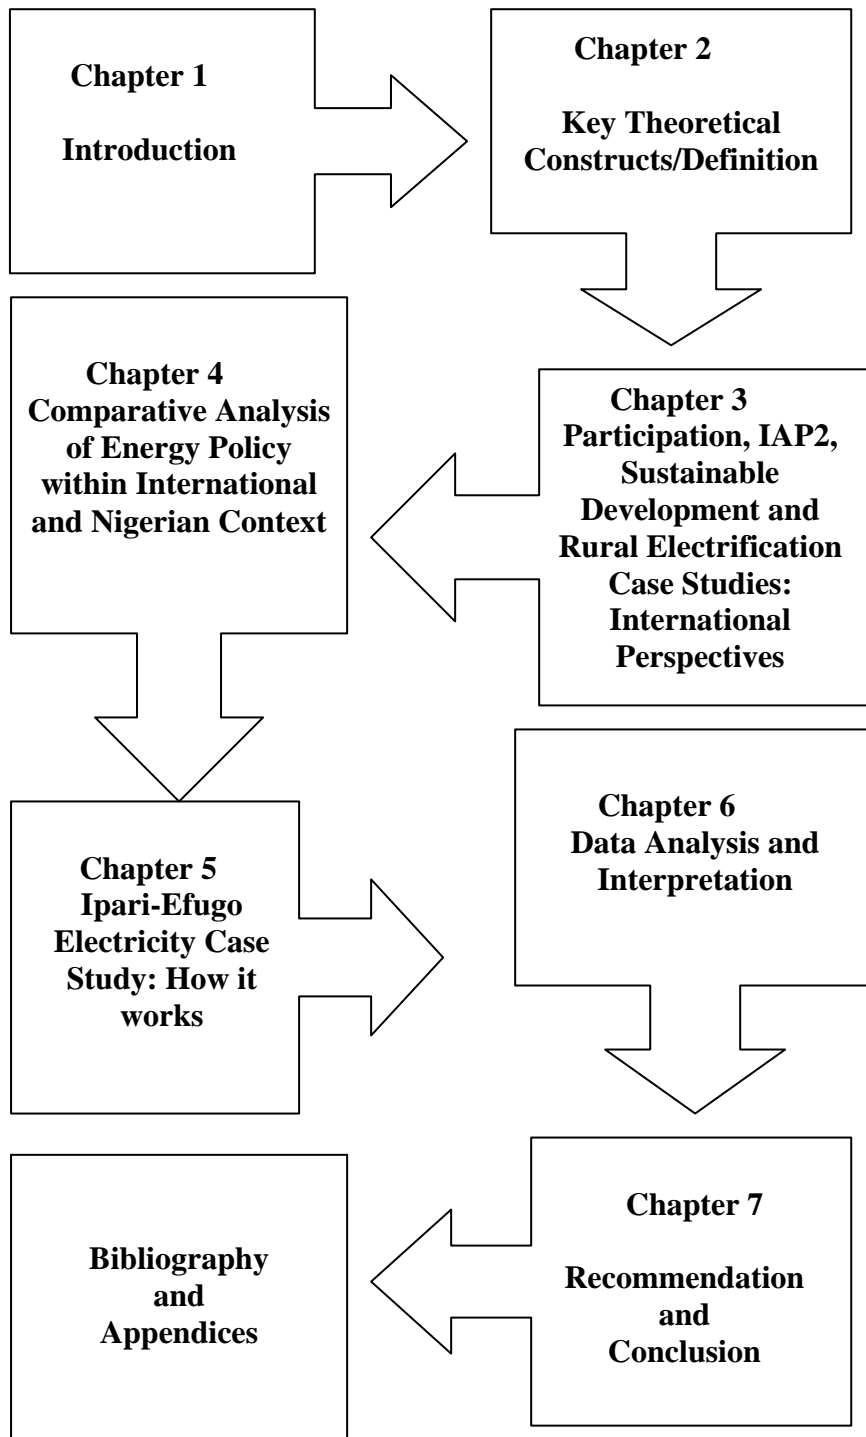 Chapter 1
Introduction
Chapter 2
Key Theoretical
Constructs/Definition
Chapter 3
Participation, IAP2,
Sustainable
Development and
Rural Electrification
Case Studies:
International
Perspectives
Chapter 4
Comparative Analysis
of Energy Policy
within International
and Nigerian Context
Chapter 5
Ipari-Efugo
Electricity Case
Study: How it
works
Chapter 6
Data Analysis and
Interpretation
Chapter 7
Recommendation
and
Conclusion
Bibliography
and
Appendices